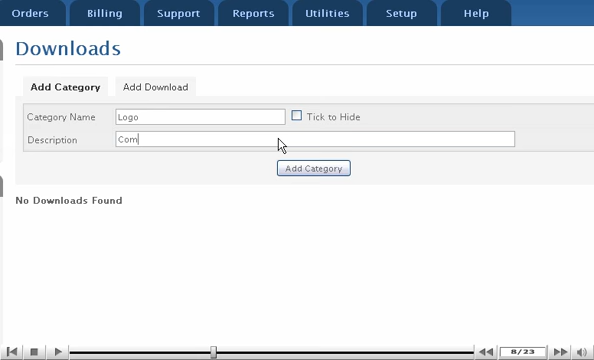 Orders Billing Support Reports Utilities Setup Help
Downloads
Add Category Add Download
Category Name Logo Tick to Hide
Description Com
Add Category
No Downloads Found
8/23